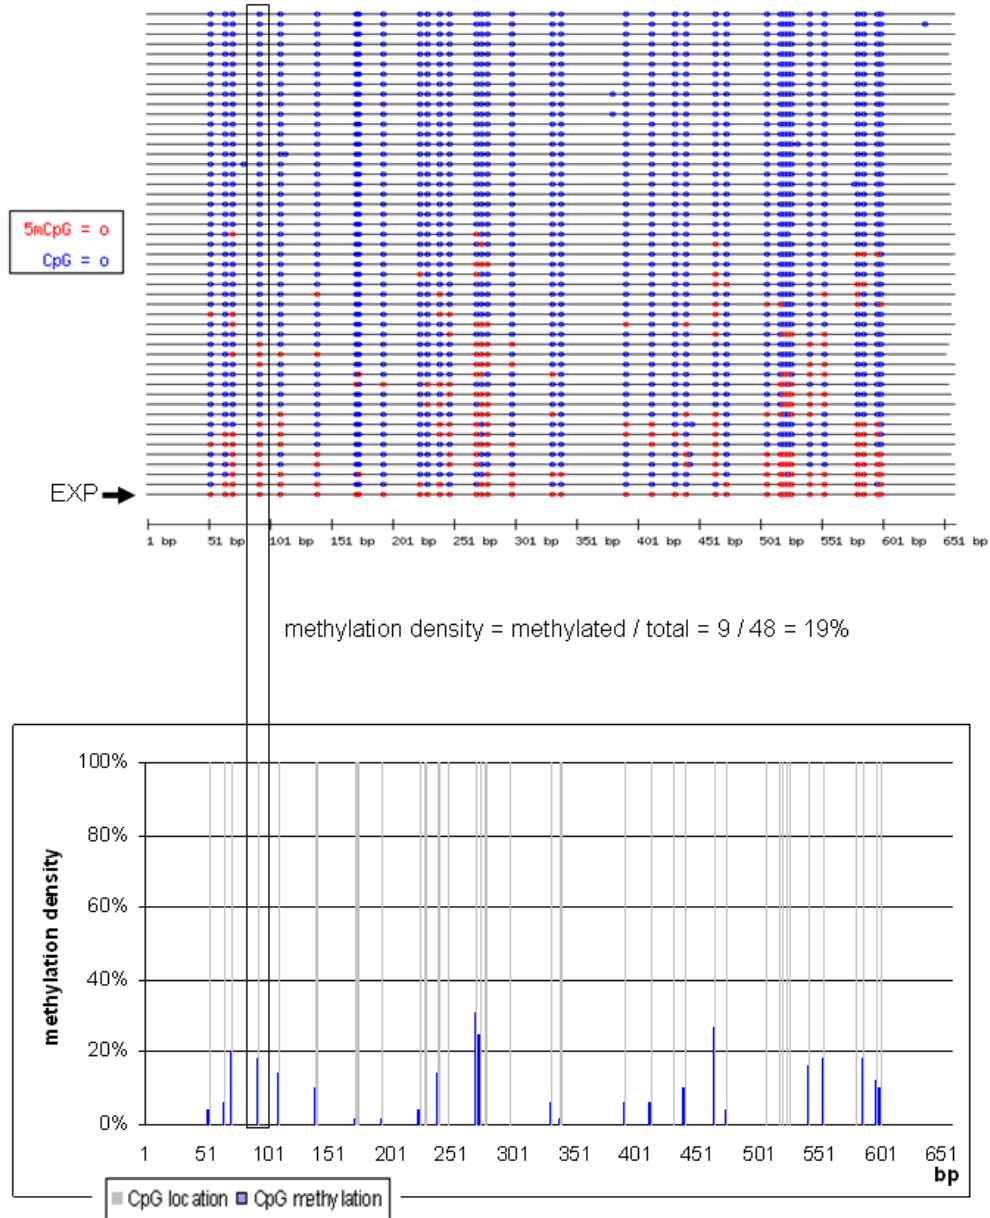 5mCpG = o
CpG = o
EXP
1 bp 51 bp 101 bp 151 bp 201 bp 251 bp 301 bp 351 bp 401 bp 451 bp 501 bp 551 bp 601 bp 651 bp
methylation density = methylated / total = 9 / 48 = 19%
100%
80%
60%
40%
20%
0%
methylation density
1 51 101 151 201 251 301 351 401 451 501 551 601 651
bp
CpG location CpG methylation